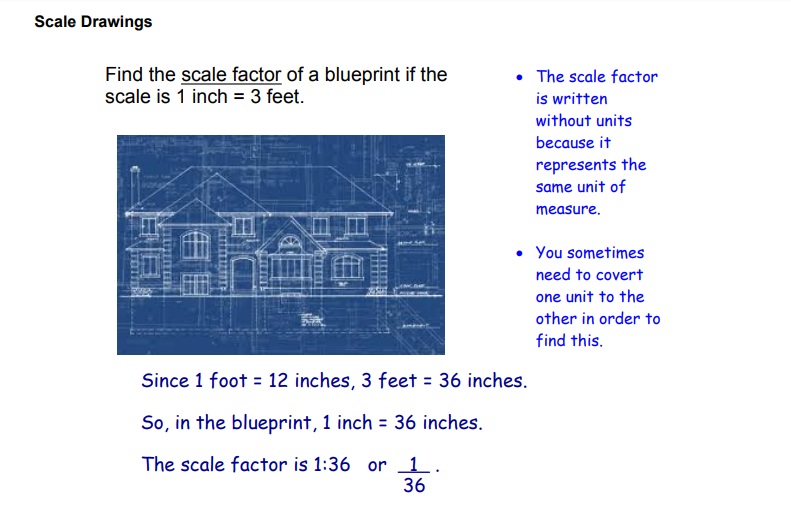 Scale Drawings
Find the scale factor of a blueprint if the
scale is 1 inch = 3 feet.
• The scale factor
is written
without units
because it
represents the
same unit of
measure.
• You sometimes
need to covert
one unit to the
other in order to
find this.
Since 1 foot = 12 inches, 3 feet = 36 inches.
So, in the blueprint, 1 inch = 36 inches.
The scale factor is 1:36 or 1 .
36